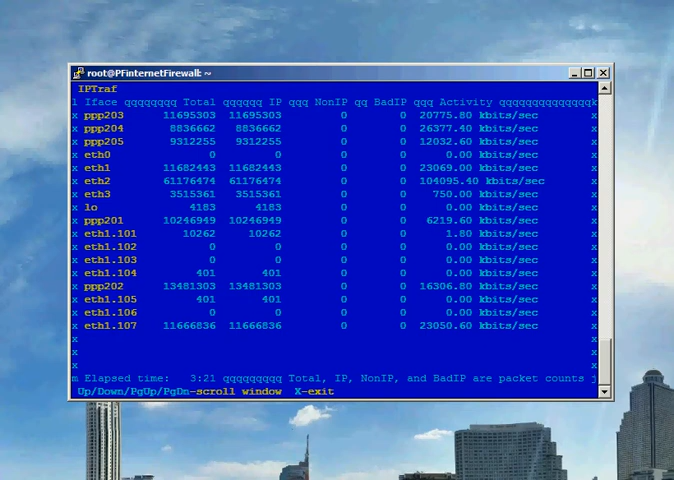 root@PFinternetFirewall: ~
IPTraf
l Iface qqqqqqqq Total qqqqqq IP qqq NonIP qq BadIP qqq Activity qqqqqqqqqqqqqqk
x ppp203 11695303 11695303 0 0 20775.80 kbits/sec x
x ppp204 8836662 8836662 0 0 26377.40 kbits/sec x
x ppp205 9312255 9312255 0 0 12032.60 kbits/sec x
x eth0 0 0 0 0 0.00 kbits/sec x
x eth1 11682443 11682443 0 0 23069.00 kbits/sec x
x eth2 61176474 61176474 0 0 104095.40 kbits/sec x
x eth3 3515361 3515361 0 0 750.00 kbits/sec x
x lo 4183 4183 0 0 0.00 kbits/sec x
x ppp201 10246949 10246949 0 0 6219.60 kbits/sec x
x eth1.101 10262 10262 0 0 1.80 kbits/sec x
x eth1.102 0 0 0 0 0.00 kbits/sec x
x eth1.103 0 0 0 0 0.00 kbits/sec x
x eth1.104 401 401 0 0 0.00 kbits/sec x
x ppp202 13481303 13481303 0 0 16306.80 kbits/sec x
x eth1.105 401 401 0 0 0.00 kbits/sec x
x eth1.106 0 0 0 0 0.00 kbits/sec x
x eth1.107 11666836 11666836 0 0 23050.60 kbits/sec x
x x
x x
x x
m Elapsed time: 3:21 qqqqqqqqq Total, IP, NonIP, and BadIP are packet counts j
Up/Down/PgUp/PgDn-scroll window X-exit